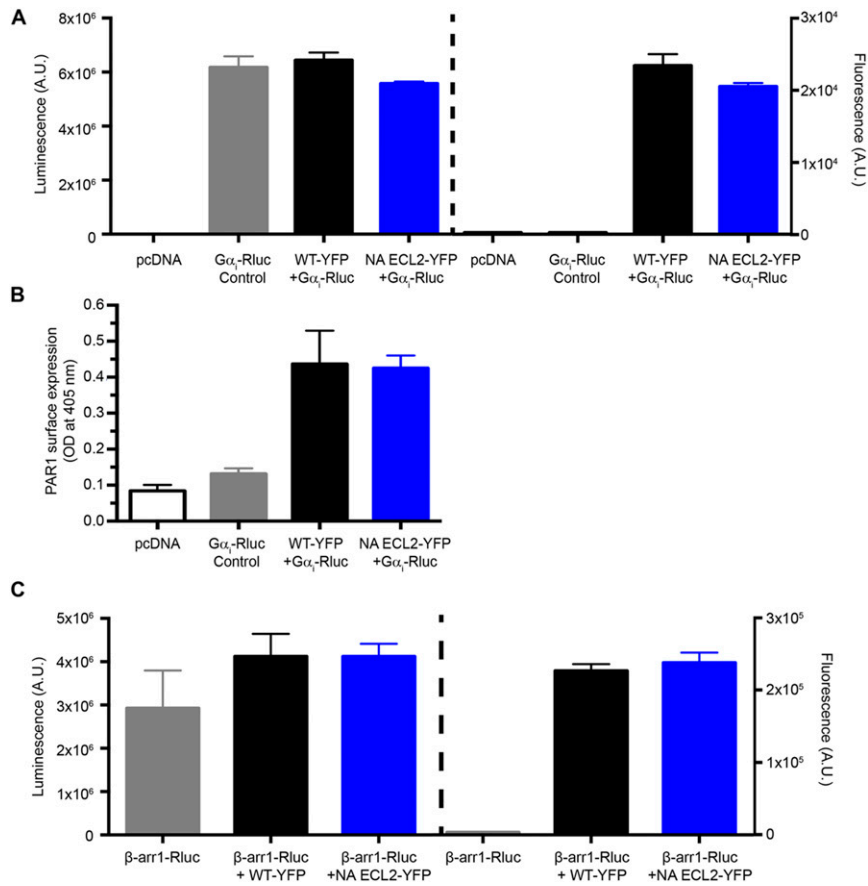 A
Luminescence (A.U.)
8x10⁶
6x10⁶
4x10⁶
2x10⁶
0
3x10⁴
2x10⁴
1x10⁴
0
Fluorescence (A.U.)
pcDNA
Gαᵢ-Rluc
Control
WT-YFP
+Gαᵢ-Rluc
NA ECL2-YFP
+Gαᵢ-Rluc
pcDNA
Gαᵢ-Rluc
Control
WT-YFP
+Gαᵢ-Rluc
NA ECL2-YFP
+Gαᵢ-Rluc
B
PAR1 surface expression
(OD at 405 nm)
0.6
0.5
0.4
0.3
0.2
0.1
0.0
pcDNA
Gαᵢ-Rluc
Control
WT-YFP
+Gαᵢ-Rluc
NA ECL2-YFP
+Gαᵢ-Rluc
C
Luminescence (A.U.)
5x10⁶
4x10⁶
3x10⁶
2x10⁶
1x10⁶
0
3x10⁵
2x10⁵
1x10⁵
0
Fluorescence (A.U.)
β-arr1-Rluc
β-arr1-Rluc
+ WT-YFP
β-arr1-Rluc
+NA ECL2-YFP
β-arr1-Rluc
β-arr1-Rluc
+ WT-YFP
β-arr1-Rluc
+NA ECL2-YFP